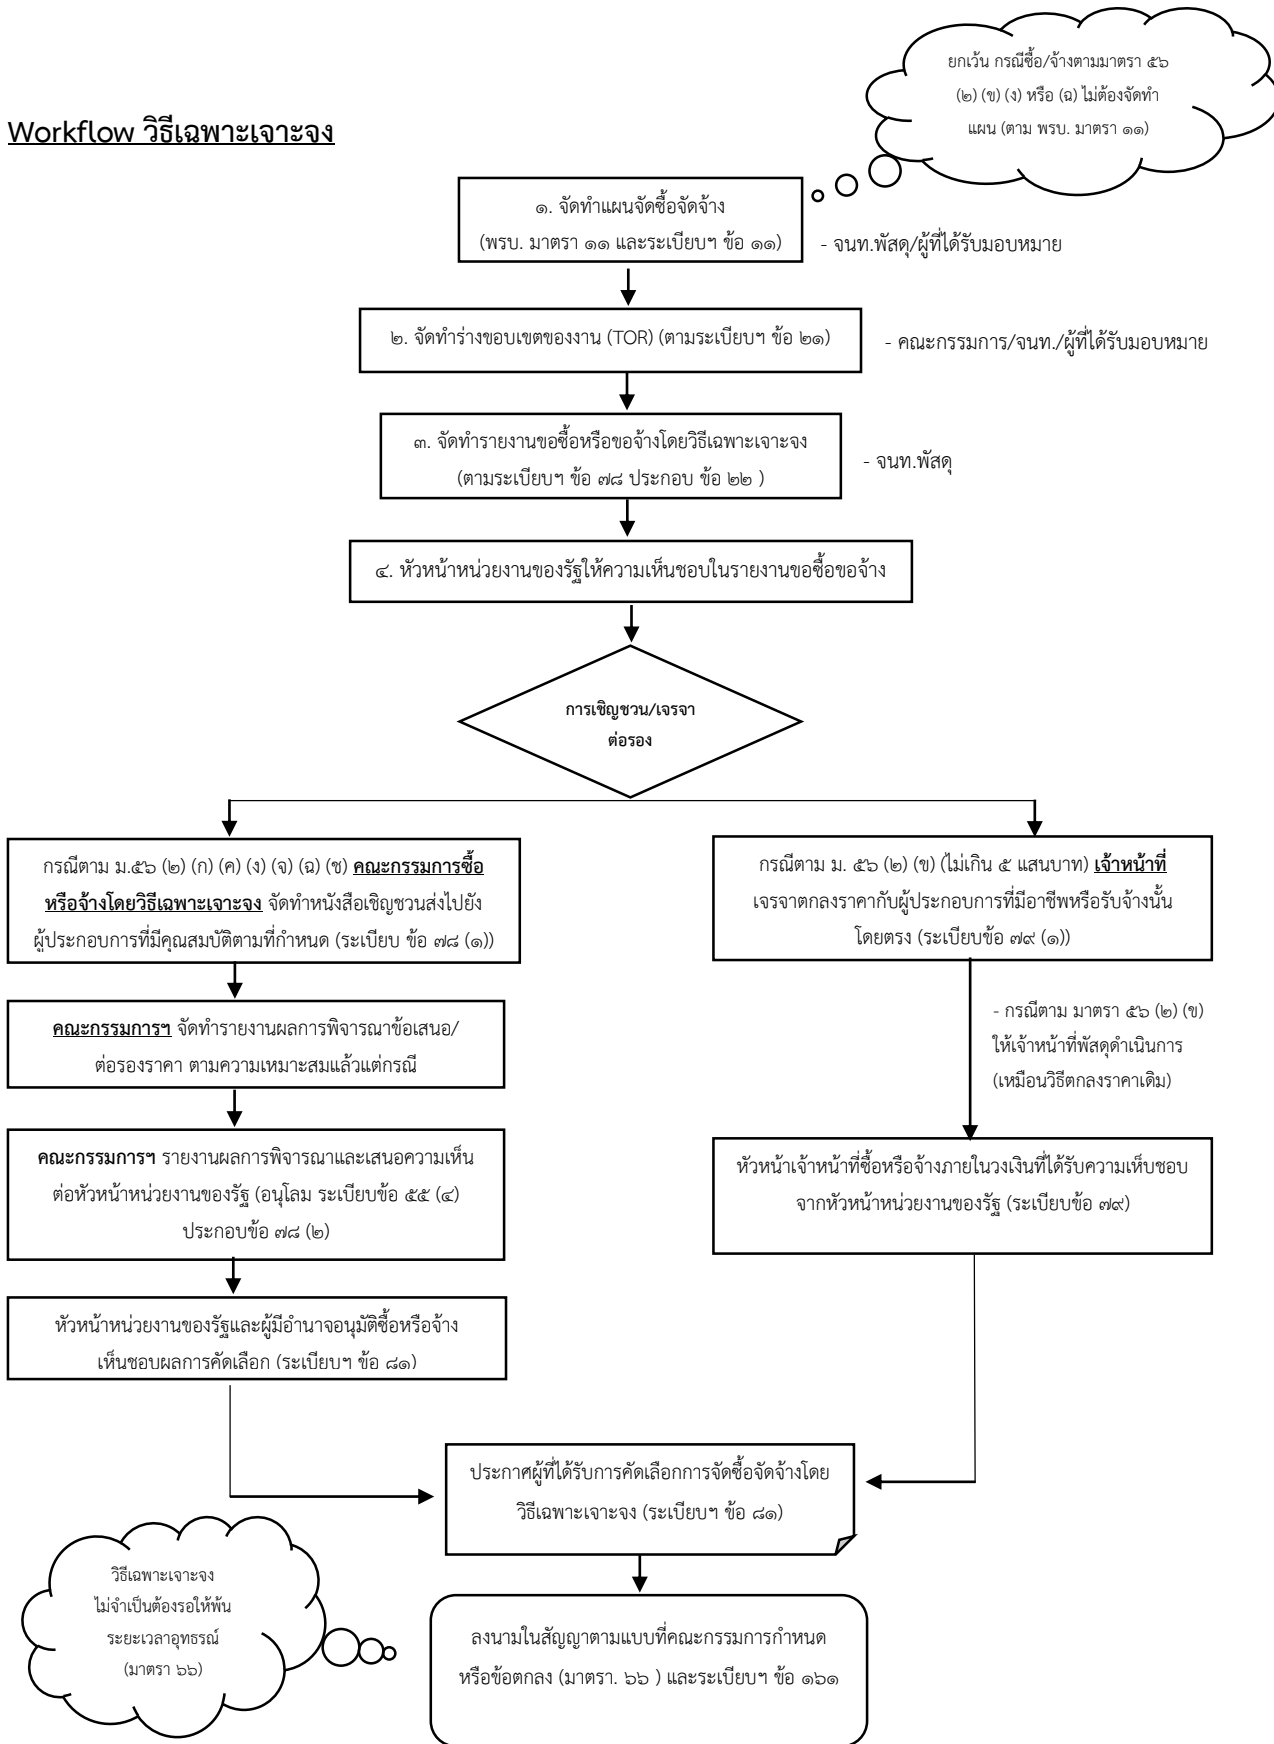 ยกเว้น กรณีซื้อ/จ้างตามมาตรา ๕๖
(๒) (ข) (ง) หรือ (ฉ) ไม่ต้องจัดทำ
แผน (ตาม พรบ. มาตรา ๑๑)
Workflow วิธีเฉพาะเจาะจง
๑. จัดทำแผนจัดซื้อจัดจ้าง
(พรบ. มาตรา ๑๑ และระเบียบฯ ข้อ ๑๑)
- จนท.พัสดุ/ผู้ที่ได้รับมอบหมาย
๒. จัดทำร่างขอบเขตของงาน (TOR) (ตามระเบียบฯ ข้อ ๒๑)
- คณะกรรมการ/จนท./ผู้ที่ได้รับมอบหมาย
๓. จัดทำรายงานขอซื้อหรือขอจ้างโดยวิธีเฉพาะเจาะจง
(ตามระเบียบฯ ข้อ ๗๘ ประกอบ ข้อ ๒๒ )
- จนท.พัสดุ
๔. หัวหน้าหน่วยงานของรัฐให้ความเห็นชอบในรายงานขอซื้อขอจ้าง
การเชิญชวน/เจรจา
ต่อรอง
กรณีตาม ม.๕๖ (๒) (ก) (ค) (ง) (จ) (ฉ) (ช) คณะกรรมการซื้อ
หรือจ้างโดยวิธีเฉพาะเจาะจง จัดทำหนังสือเชิญชวนส่งไปยัง
ผู้ประกอบการที่มีคุณสมบัติตามที่กำหนด (ระเบียบ ข้อ ๗๘ (๑))
กรณีตาม ม. ๕๖ (๒) (ข) (ไม่เกิน ๕ แสนบาท) เจ้าหน้าที่
เจรจาตกลงราคากับผู้ประกอบการที่มีอาชีพหรือรับจ้างนั้น
โดยตรง (ระเบียบข้อ ๗๙ (๑))
คณะกรรมการฯ จัดทำรายงานผลการพิจารณาข้อเสนอ/
ต่อรองราคา ตามความเหมาะสมแล้วแต่กรณี
- กรณีตาม มาตรา ๕๖ (๒) (ข)
ให้เจ้าหน้าที่พัสดุดำเนินการ
(เหมือนวิธีตกลงราคาเดิม)
คณะกรรมการฯ รายงานผลการพิจารณาและเสนอความเห็น
ต่อหัวหน้าหน่วยงานของรัฐ (อนุโลม ระเบียบข้อ ๕๕ (๔)
ประกอบข้อ ๗๘ (๒)
หัวหน้าเจ้าหน้าที่ซื้อหรือจ้างภายในวงเงินที่ได้รับความเห็บชอบ
จากหัวหน้าหน่วยงานของรัฐ (ระเบียบข้อ ๗๙)
หัวหน้าหน่วยงานของรัฐและผู้มีอำนาจอนุมัติซื้อหรือจ้าง
เห็นชอบผลการคัดเลือก (ระเบียบฯ ข้อ ๘๑)
ประกาศผู้ที่ได้รับการคัดเลือกการจัดซื้อจัดจ้างโดย
วิธีเฉพาะเจาะจง (ระเบียบฯ ข้อ ๘๑)
วิธีเฉพาะเจาะจง
ไม่จำเป็นต้องรอให้พ้น
ระยะเวลาอุทธรณ์
(มาตรา ๖๖)
ลงนามในสัญญาตามแบบที่คณะกรรมการกำหนด
หรือข้อตกลง (มาตรา. ๖๖ ) และระเบียบฯ ข้อ ๑๖๑